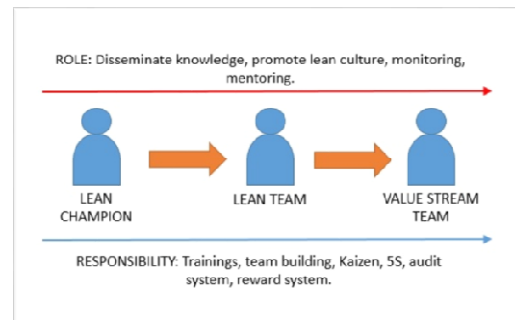 ROLE: Disseminate knowledge, promote lean culture, monitoring,
mentoring.
LEAN
CHAMPION
LEAN TEAM
VALUE STREAM
TEAM
RESPONSIBILITY: Trainings, team building, Kaizen, 5S, audit
system, reward system.